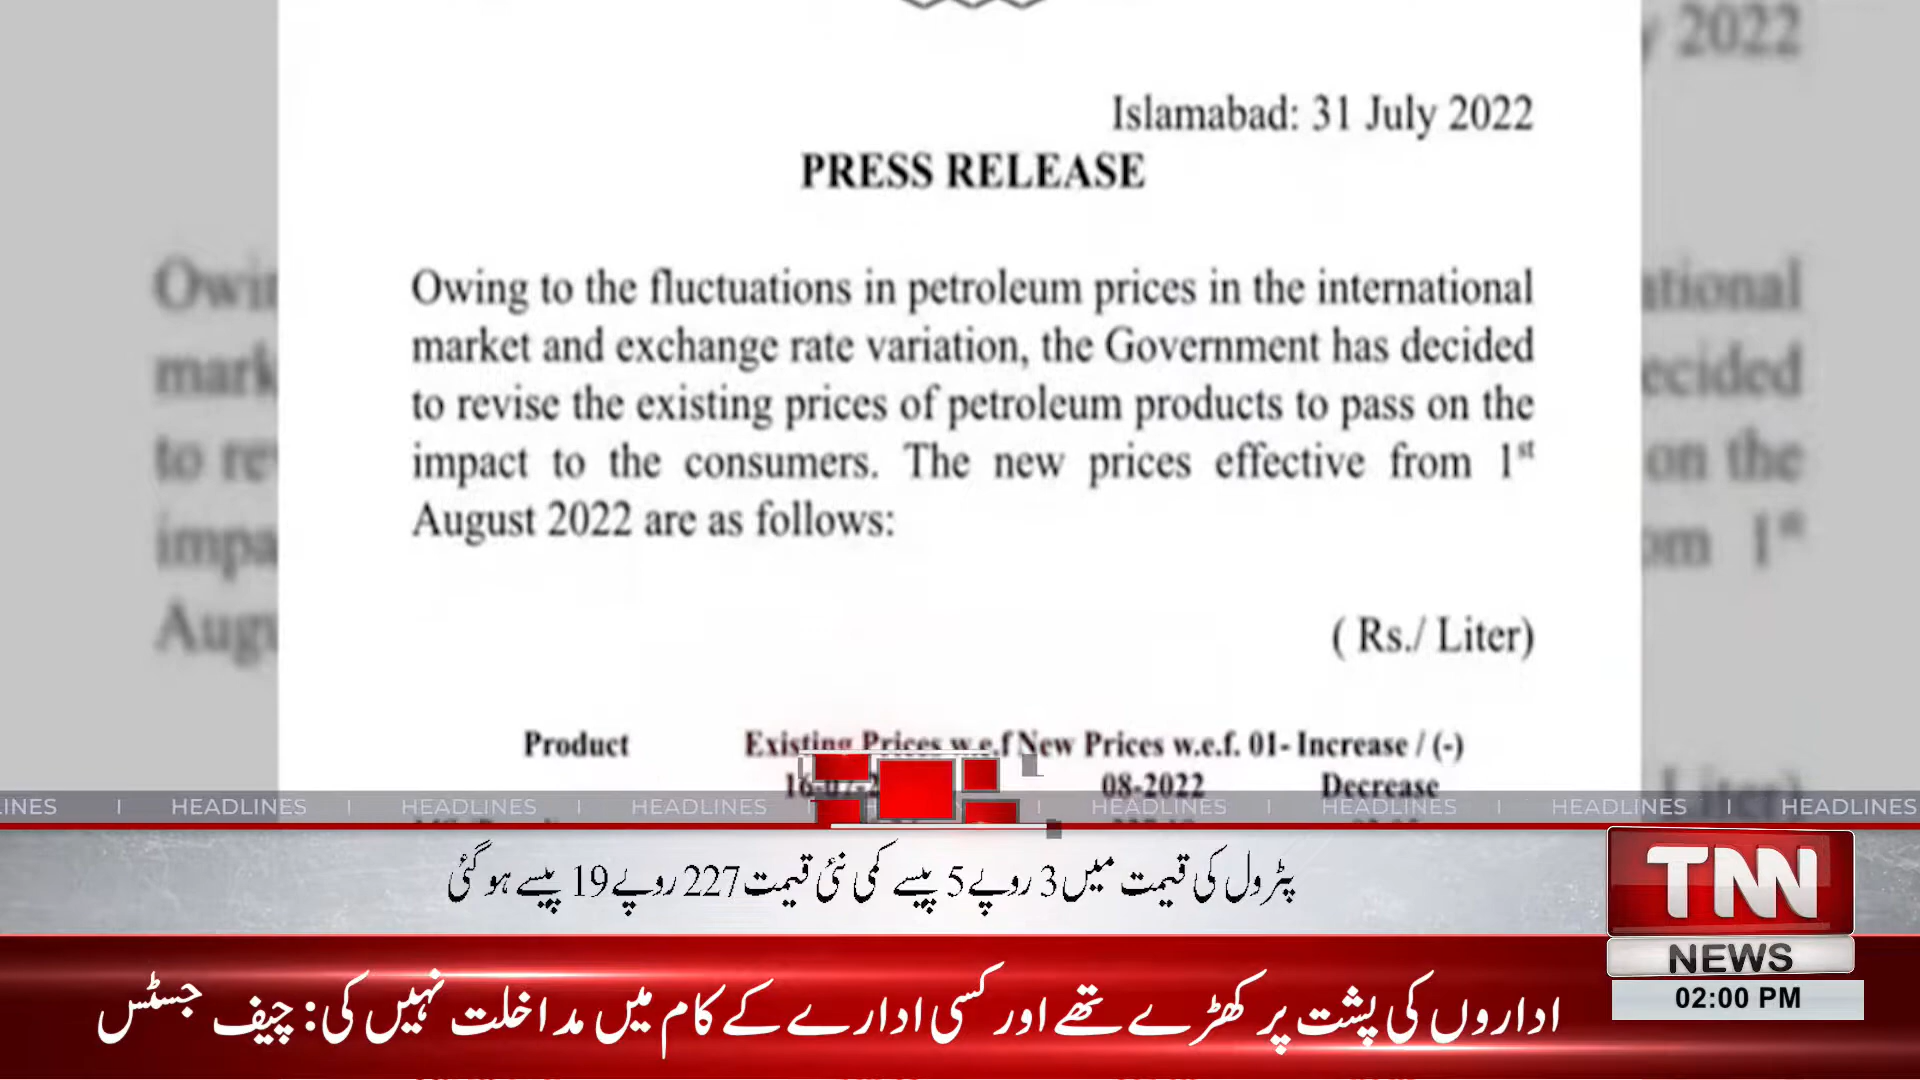 Islamabad: 31 July 2022
PRESS RELEASE
Owing to the fluctuations in petroleum prices in the international
market and exchange rate variation, the Government has decided
to revise the existing prices of petroleum products to pass on the
impact to the consumers. The new prices effective from 1st
August 2022 are as follows:
( Rs./ Liter)
Product Existing Prices w.e.f New Prices w.e.f. 01- Increase / (-)
08-2022 Decrease
HEADLINES | HEADLINES | HEADLINES | HEADLINES | HEADLINES | HEADLINES | HEADLINES | HEADLINES
پٹرول کی قیمت میں 3 روپے 5 پیسے کمی نئی قیمت 227 روپے 19 پیسے ہو گئی
TNN
NEWS
02:00 PM
اداروں کی پشت پر کھڑے تھے اور کسی ادارے کے کام میں مداخلت نہیں کی: چیف جسٹس